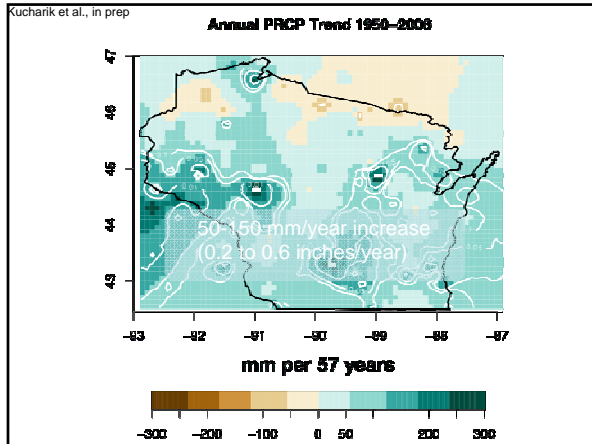 Kucharik et al., in prep
Annual PRCP Trend 1950–2006
47
46
45
44
43
50-150 mm/year increase
(0.2 to 0.6 inches/year)
−93 −92 −91 −90 −89 −88 −87
mm per 57 years
−300 −200 −100 0 50 100 200 300